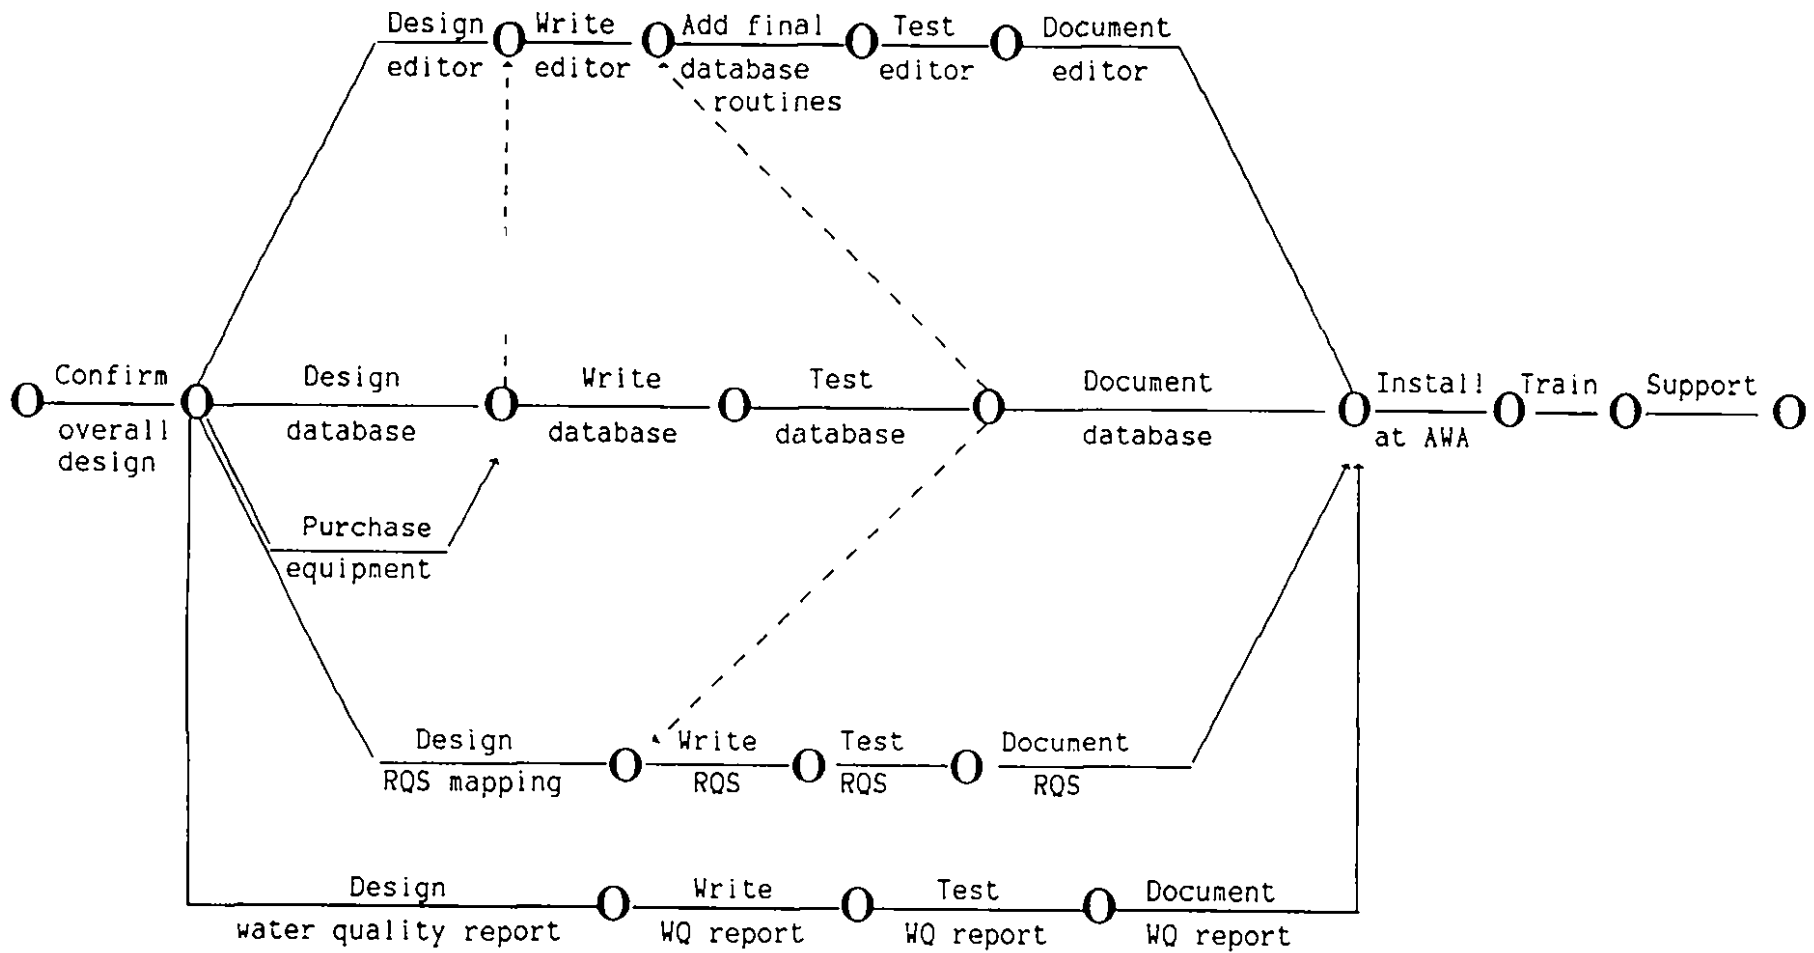 Design
editor
Write
editor
Add final
database
routines
Test
editor
Document
editor
Confirm
overall
design
Design
database
Write
database
Test
database
Document
database
Install
at AWA
Train
Support
Purchase
equipment
Design
RQS mapping
Write
RQS
Test
RQS
Document
RQS
Design
water quality report
Write
WQ report
Test
WQ report
Document
WQ report